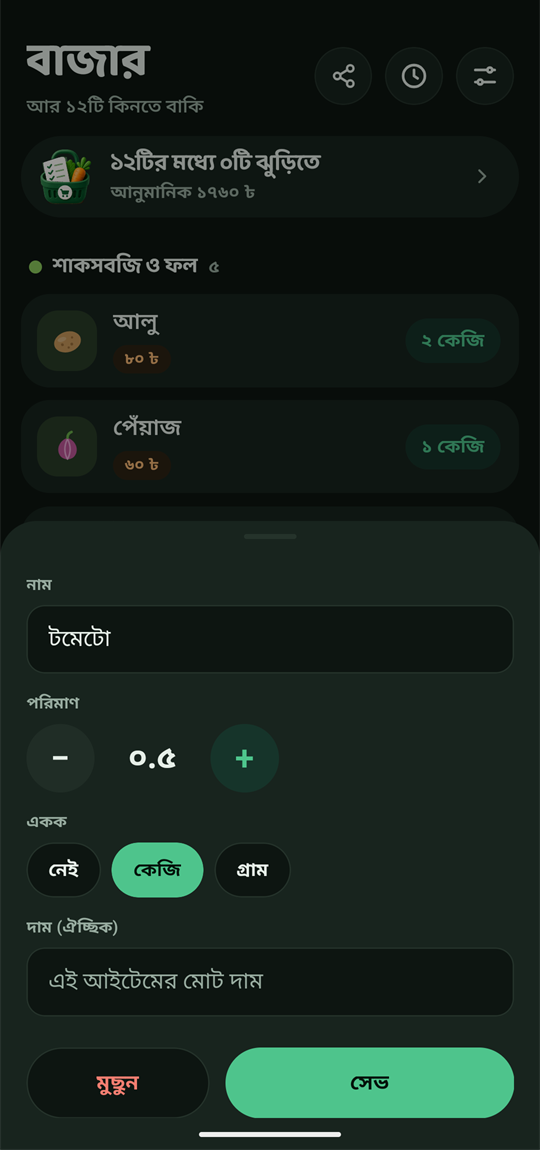 বাজার
আর ১২টি কিনতে বাকি
১২টির মধ্যে ০টি ঝুড়িতে
আনুমানিক ১৭৬০ ৳
শাকসবজি ও ফল ৫
আলু
৮০ ৳
২ কেজি
পেঁয়াজ
৬০ ৳
১ কেজি
নাম
টমেটো
পরিমাণ
− ০.৫ +
একক
নেই কেজি গ্রাম
দাম (ঐচ্ছিক)
এই আইটেমের মোট দাম
মুছুন সেভ